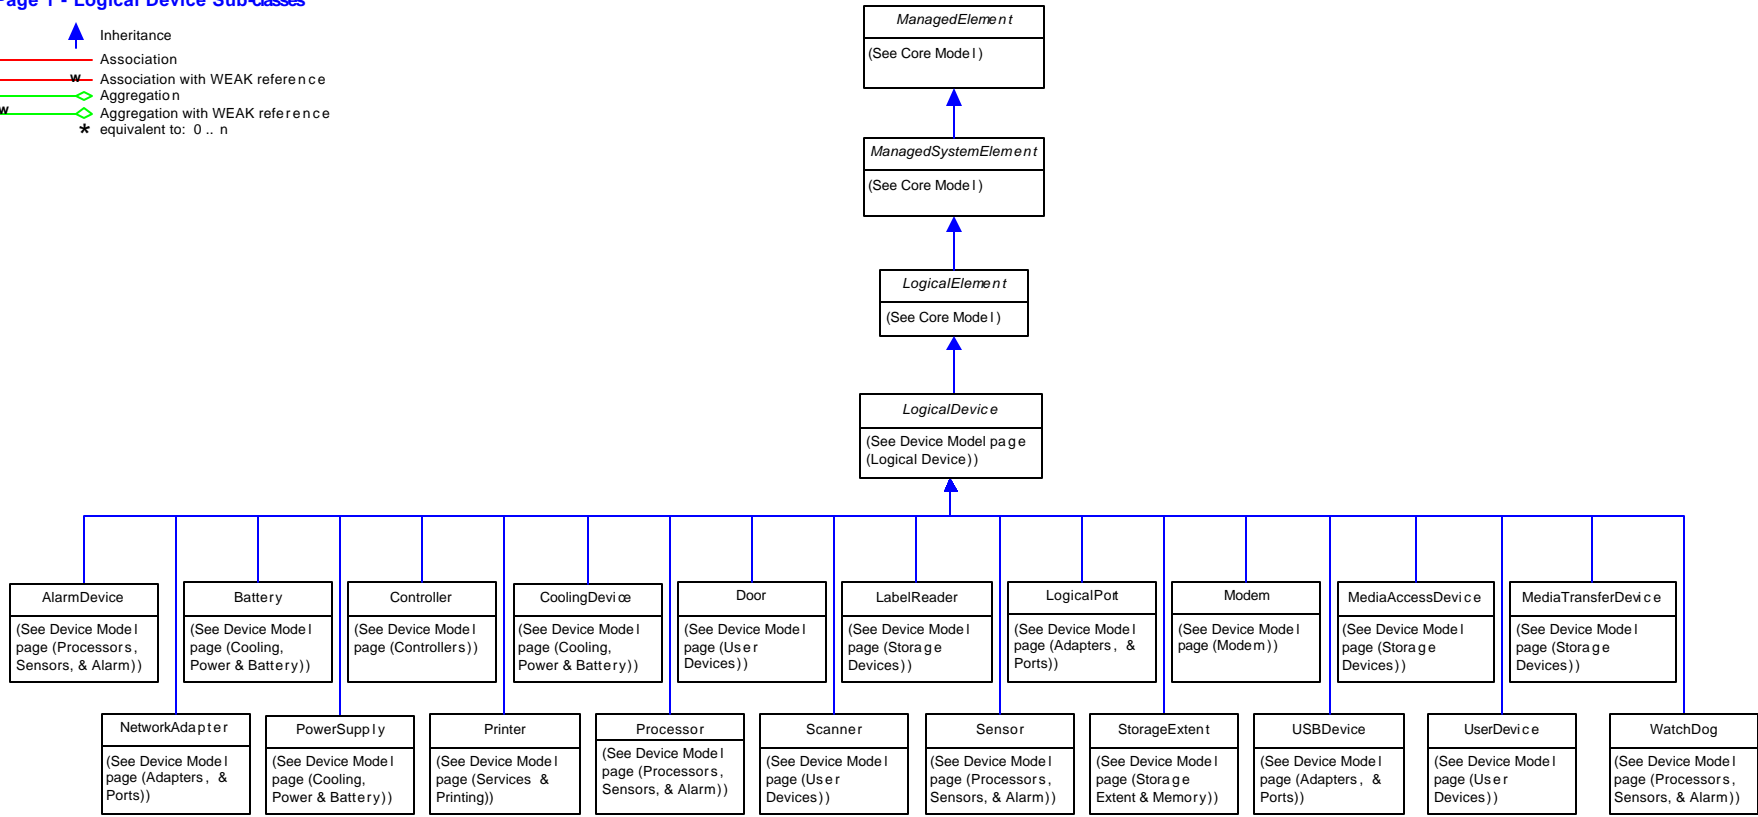 Page 1 - Logical Device Sub-classes
Inheritance
Association
w Association with WEAK reference
Aggregation
w Aggregation with WEAK reference
* equivalent to: 0 .. n
ManagedElement
(See Core Model)
ManagedSystemElement
(See Core Model)
LogicalElement
(See Core Model)
LogicalDevice
(See Device Model page
(Logical Device))
AlarmDevice
(See Device Model
page (Processors,
Sensors, & Alarm))
Battery
(See Device Model
page (Cooling,
Power & Battery))
Controller
(See Device Model
page (Controllers))
CoolingDevice
(See Device Model
page (Cooling,
Power & Battery))
Door
(See Device Model
page (User
Devices))
LabelReader
(See Device Model
page (Storage
Devices))
LogicalPort
(See Device Model
page (Adapters, &
Ports))
Modem
(See Device Model
page (Modem))
MediaAccessDevice
(See Device Model
page (Storage
Devices))
MediaTransferDevice
(See Device Model
page (Storage
Devices))
NetworkAdapter
(See Device Model
page (Adapters, &
Ports))
PowerSupply
(See Device Model
page (Cooling,
Power & Battery))
Printer
(See Device Model
page (Services &
Printing))
Processor
(See Device Model
page (Processors,
Sensors, & Alarm))
Scanner
(See Device Model
page (User
Devices))
Sensor
(See Device Model
page (Processors,
Sensors, & Alarm))
StorageExtent
(See Device Model
page (Storage
Extent & Memory))
USBDevice
(See Device Model
page (Adapters, &
Ports))
UserDevice
(See Device Model
page (User
Devices))
WatchDog
(See Device Model
page (Processors,
Sensors, & Alarm))